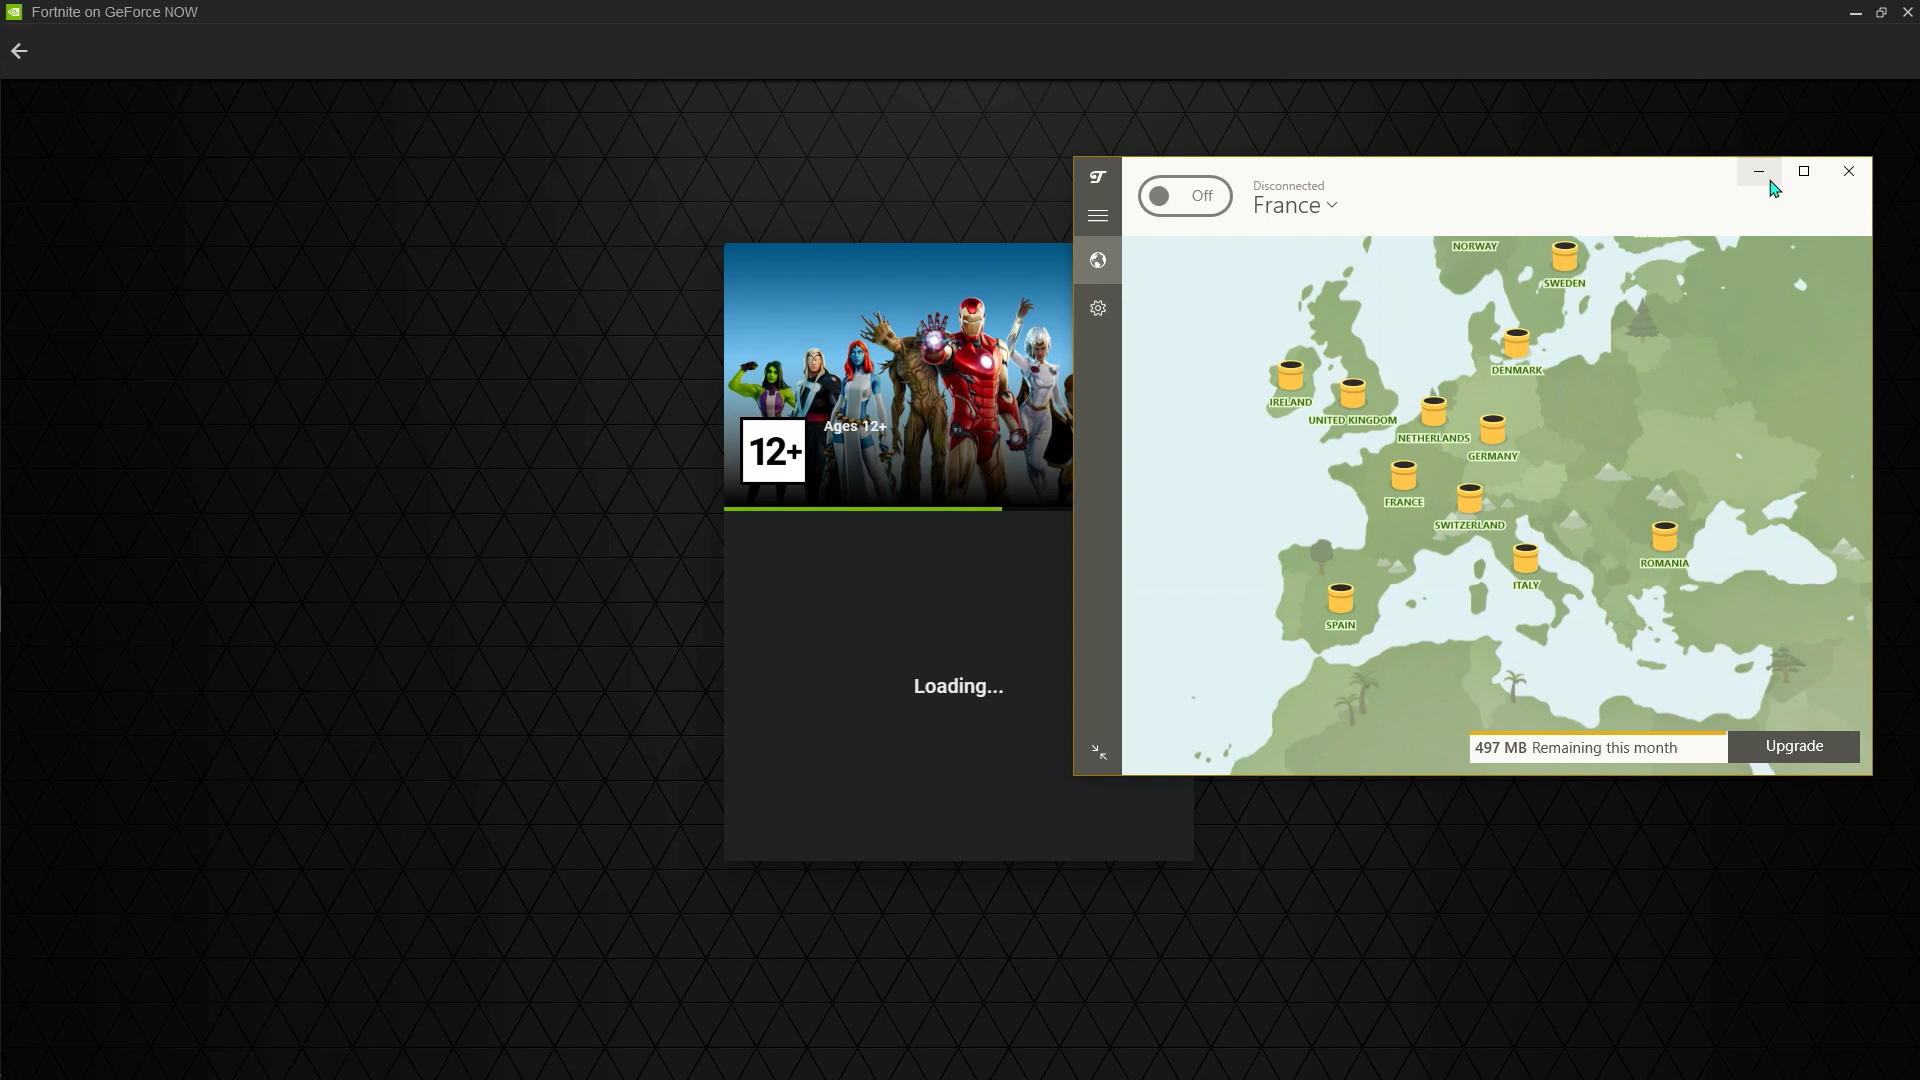 Fortnite on GeForce NOW
Off
Disconnected
France
NORWAY
SWEDEN
DENMARK
IRELAND
UNITED KINGDOM
NETHERLANDS
GERMANY
FRANCE
SWITZERLAND
ROMANIA
ITALY
SPAIN
497 MB Remaining this month
Upgrade
12+
Ages 12+
Loading...